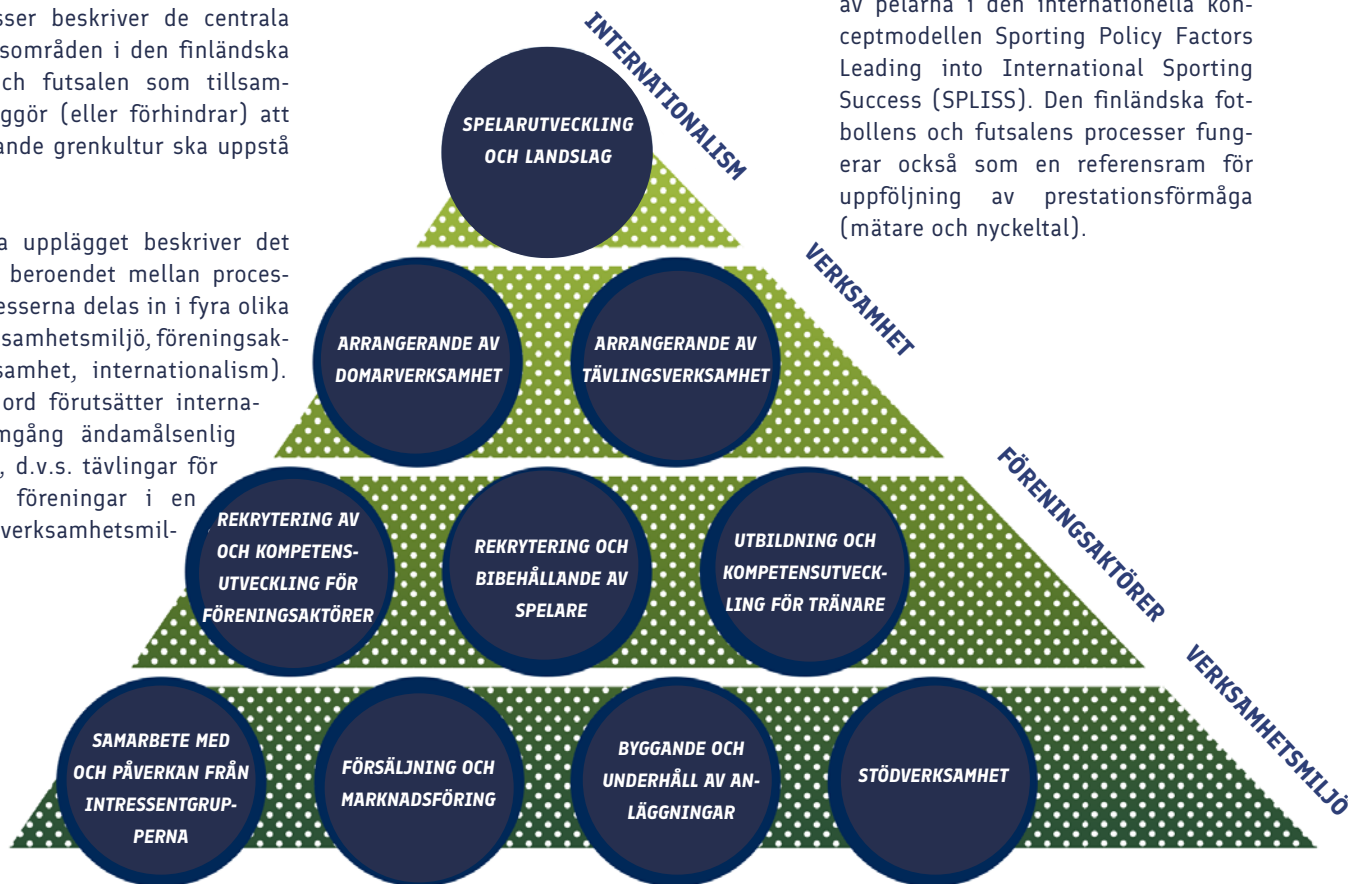 sser beskriver de centrala
sområden i den finländska
ch futsalen som tillsam-
ggör (eller förhindrar) att
ande grenkultur ska uppstå
a upplägget beskriver det
beroendet mellan proces-
esserna delas in i fyra olika
samhetsmiljö, föreningsak-
samhet, internationalism).
ord förutsätter interna-
mgång ändamålsenlig
, d.v.s. tävlingar för
föreningar i en
verksamhetsmil-
av pelarna i den internationella kon-
ceptmodellen Sporting Policy Factors
Leading into International Sporting
Success (SPLISS). Den finländska fot-
bollens och futsalens processer fung-
erar också som en referensram för
uppföljning av prestationsförmåga
(mätare och nyckeltal).
INTERNATIONALISM
SPELARUTVECKLING
OCH LANDSLAG
VERKSAMHET
ARRANGERANDE AV
DOMARVERKSAMHET
ARRANGERANDE AV
TÄVLINGSVERKSAMHET
FÖRENINGSAKTÖRER
REKRYTERING AV
OCH KOMPETENS-
UTVECKLING FÖR
FÖRENINGSAKTÖRER
REKRYTERING OCH
BIBEHÅLLANDE AV
SPELARE
UTBILDNING OCH
KOMPETENSUTVECK-
LING FÖR TRÄNARE
VERKSAMHETSMILJÖ
SAMARBETE MED
OCH PÅVERKAN FRÅN
INTRESSENTGRUP-
PERNA
FÖRSÄLJNING OCH
MARKNADSFÖRING
BYGGANDE OCH
UNDERHÅLL AV AN-
LÄGGNINGAR
STÖDVERKSAMHET